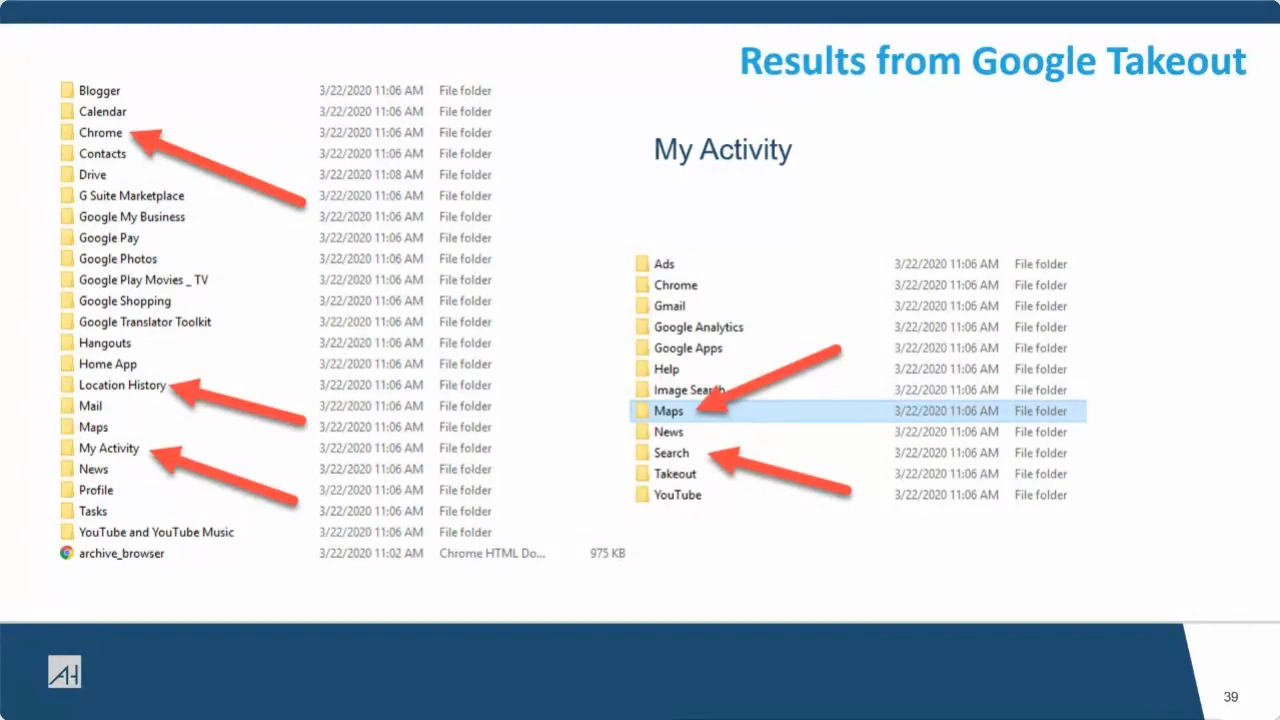 Results from Google Takeout
Blogger 3/22/2020 11:06 AM File folder
Calendar 3/22/2020 11:06 AM File folder
Chrome 3/22/2020 11:06 AM File folder
Contacts 3/22/2020 11:06 AM File folder
Drive 3/22/2020 11:08 AM File folder
G Suite Marketplace 3/22/2020 11:06 AM File folder
Google My Business 3/22/2020 11:06 AM File folder
Google Pay 3/22/2020 11:06 AM File folder
Google Photos 3/22/2020 11:06 AM File folder
Google Play Movies _ TV 3/22/2020 11:06 AM File folder
Google Shopping 3/22/2020 11:06 AM File folder
Google Translator Toolkit 3/22/2020 11:06 AM File folder
Hangouts 3/22/2020 11:06 AM File folder
Home App 3/22/2020 11:06 AM File folder
Location History 3/22/2020 11:06 AM File folder
Mail 3/22/2020 11:06 AM File folder
Maps 3/22/2020 11:06 AM File folder
My Activity 3/22/2020 11:06 AM File folder
News 3/22/2020 11:06 AM File folder
Profile 3/22/2020 11:06 AM File folder
Tasks 3/22/2020 11:06 AM File folder
YouTube and YouTube Music 3/22/2020 11:06 AM File folder
archive_browser 3/22/2020 11:02 AM Chrome HTML Do... 975 KB
My Activity
Ads 3/22/2020 11:06 AM File folder
Chrome 3/22/2020 11:06 AM File folder
Gmail 3/22/2020 11:06 AM File folder
Google Analytics 3/22/2020 11:06 AM File folder
Google Apps 3/22/2020 11:06 AM File folder
Help 3/22/2020 11:06 AM File folder
Image Search 3/22/2020 11:06 AM File folder
Maps 3/22/2020 11:06 AM File folder
News 3/22/2020 11:06 AM File folder
Search 3/22/2020 11:06 AM File folder
Takeout 3/22/2020 11:06 AM File folder
YouTube 3/22/2020 11:06 AM File folder
AH
39